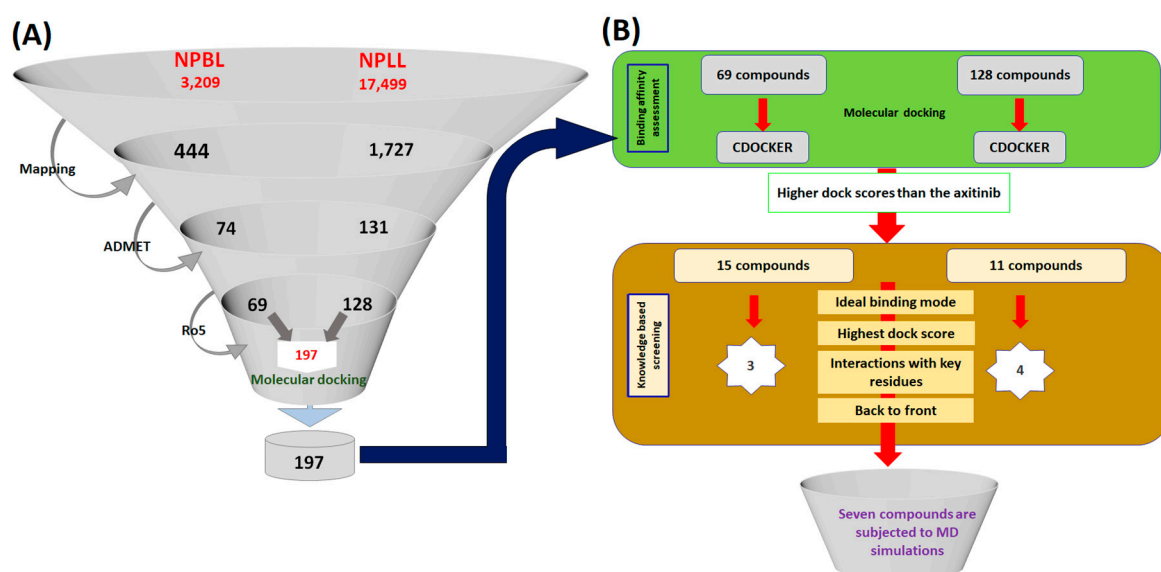 (A)
NPBL
3,209
NPLL
17,499
Mapping
444
1,727
ADMET
74
131
Ro5
69
128
197
Molecular docking
197
(B)
Binding affinity
assessment
69 compounds
128 compounds
Molecular docking
CDOCKER
CDOCKER
Higher dock scores than the axitinib
Knowledge based
screening
15 compounds
11 compounds
Ideal binding mode
Highest dock score
3
Interactions with key
residues
4
Back to front
Seven compounds are
subjected to MD
simulations